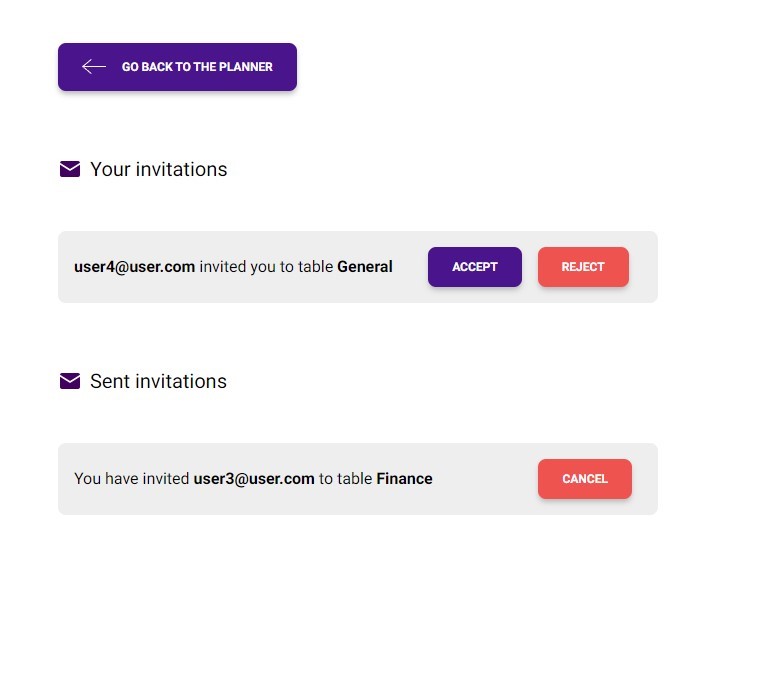 GO BACK TO THE PLANNER
Your invitations
user4@user.com invited you to table General
ACCEPT
REJECT
Sent invitations
You have invited user3@user.com to table Finance
CANCEL